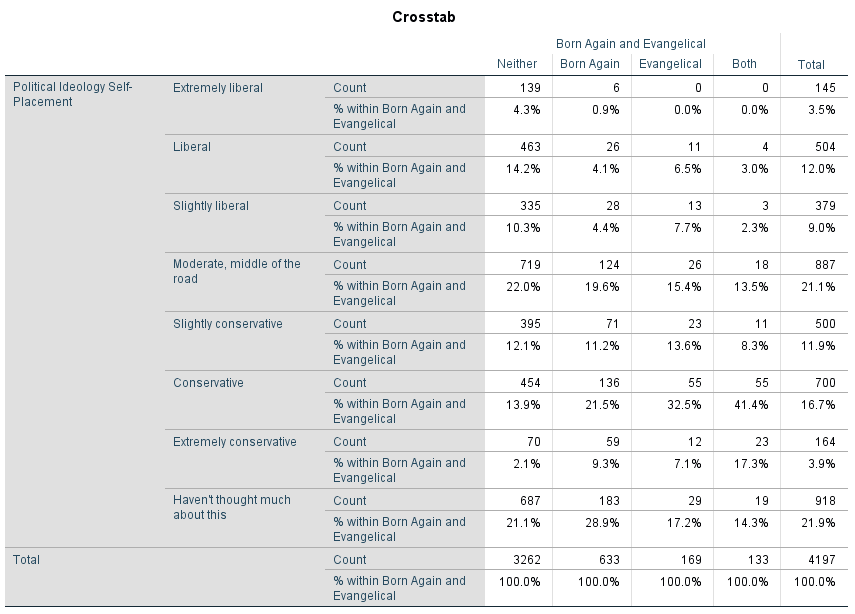 Crosstab
Born Again and Evangelical
Neither Born Again Evangelical Both Total
Political Ideology Self- Extremely liberal Count 139 6 0 0 145
Placement
% within Born Again and 4.3% 0.9% 0.0% 0.0% 3.5%
Evangelical
Liberal Count 463 26 11 4 504
% within Born Again and 14.2% 4.1% 6.5% 3.0% 12.0%
Evangelical
Slightly liberal Count 335 28 13 3 379
% within Born Again and 10.3% 4.4% 7.7% 2.3% 9.0%
Evangelical
Moderate, middle of the Count 719 124 26 18 887
road
% within Born Again and 22.0% 19.6% 15.4% 13.5% 21.1%
Evangelical
Slightly conservative Count 395 71 23 11 500
% within Born Again and 12.1% 11.2% 13.6% 8.3% 11.9%
Evangelical
Conservative Count 454 136 55 55 700
% within Born Again and 13.9% 21.5% 32.5% 41.4% 16.7%
Evangelical
Extremely conservative Count 70 59 12 23 164
% within Born Again and 2.1% 9.3% 7.1% 17.3% 3.9%
Evangelical
Haven't thought much Count 687 183 29 19 918
about this
% within Born Again and 21.1% 28.9% 17.2% 14.3% 21.9%
Evangelical
Total Count 3262 633 169 133 4197
% within Born Again and 100.0% 100.0% 100.0% 100.0% 100.0%
Evangelical